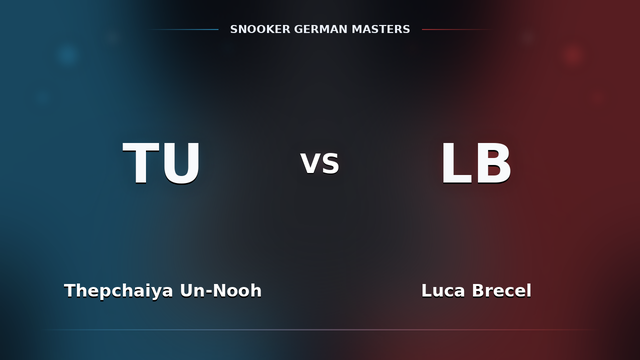 SNOOKER GERMAN MASTERS
TU
VS
LB
Thepchaiya Un-Nooh
Luca Brecel